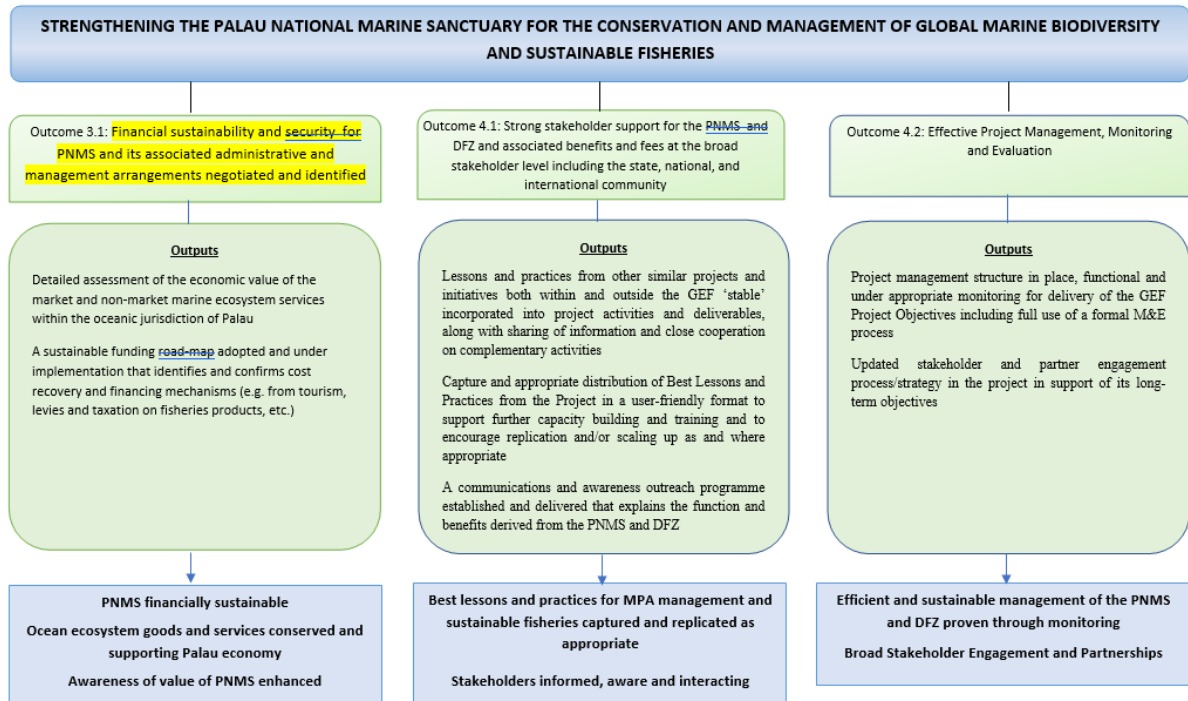 STRENGTHENING THE PALAU NATIONAL MARINE SANCTUARY FOR THE CONSERVATION AND MANAGEMENT OF GLOBAL MARINE BIODIVERSITY
AND SUSTAINABLE FISHERIES
Outcome 3.1: Financial sustainability and security for
PNMS and its associated administrative and
management arrangements negotiated and identified
Outputs
Detailed assessment of the economic value of the
market and non-market marine ecosystem services
within the oceanic jurisdiction of Palau
A sustainable funding road-map adopted and under
implementation that identifies and confirms cost
recovery and financing mechanisms (e.g. from tourism,
levies and taxation on fisheries products, etc.)
PNMS financially sustainable
Ocean ecosystem goods and services conserved and
supporting Palau economy
Awareness of value of PNMS enhanced
Outcome 4.1: Strong stakeholder support for the PNMS and
DFZ and associated benefits and fees at the broad
stakeholder level including the state, national, and
international community
Outputs
Lessons and practices from other similar projects and
initiatives both within and outside the GEF ‘stable’
incorporated into project activities and deliverables,
along with sharing of information and close cooperation
on complementary activities
Capture and appropriate distribution of Best Lessons and
Practices from the Project in a user-friendly format to
support further capacity building and training and to
encourage replication and/or scaling up as and where
appropriate
A communications and awareness outreach programme
established and delivered that explains the function and
benefits derived from the PNMS and DFZ
Best lessons and practices for MPA management and
sustainable fisheries captured and replicated as
appropriate
Stakeholders informed, aware and interacting
Outcome 4.2: Effective Project Management, Monitoring
and Evaluation
Outputs
Project management structure in place, functional and
under appropriate monitoring for delivery of the GEF
Project Objectives including full use of a formal M&E
process
Updated stakeholder and partner engagement
process/strategy in the project in support of its long-
term objectives
Efficient and sustainable management of the PNMS
and DFZ proven through monitoring
Broad Stakeholder Engagement and Partnerships